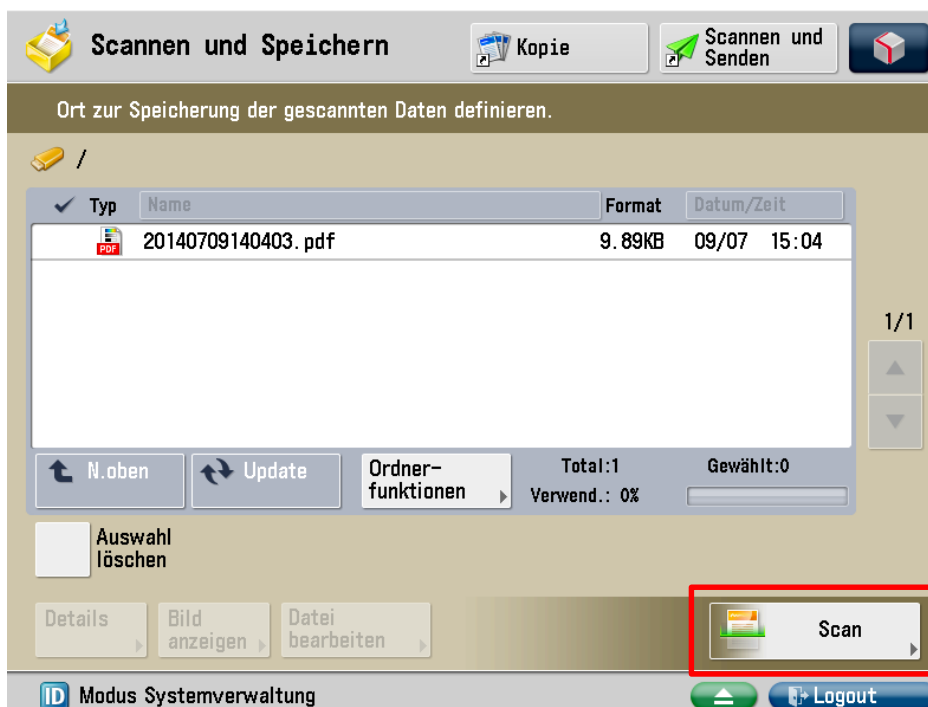 Scannen und Speichern
Kopie
Scannen und
Senden
Ort zur Speicherung der gescannten Daten definieren.
/
Typ Name Format Datum/Zeit
PDF 20140709140403.pdf 9.89KB 09/07 15:04
1/1
N.oben
Update
Ordner-
funktionen
Total:1 Gewählt:0
Verwend.: 0%
Auswahl
löschen
Details
Bild
anzeigen
Datei
bearbeiten
Scan
ID Modus Systemverwaltung
Logout